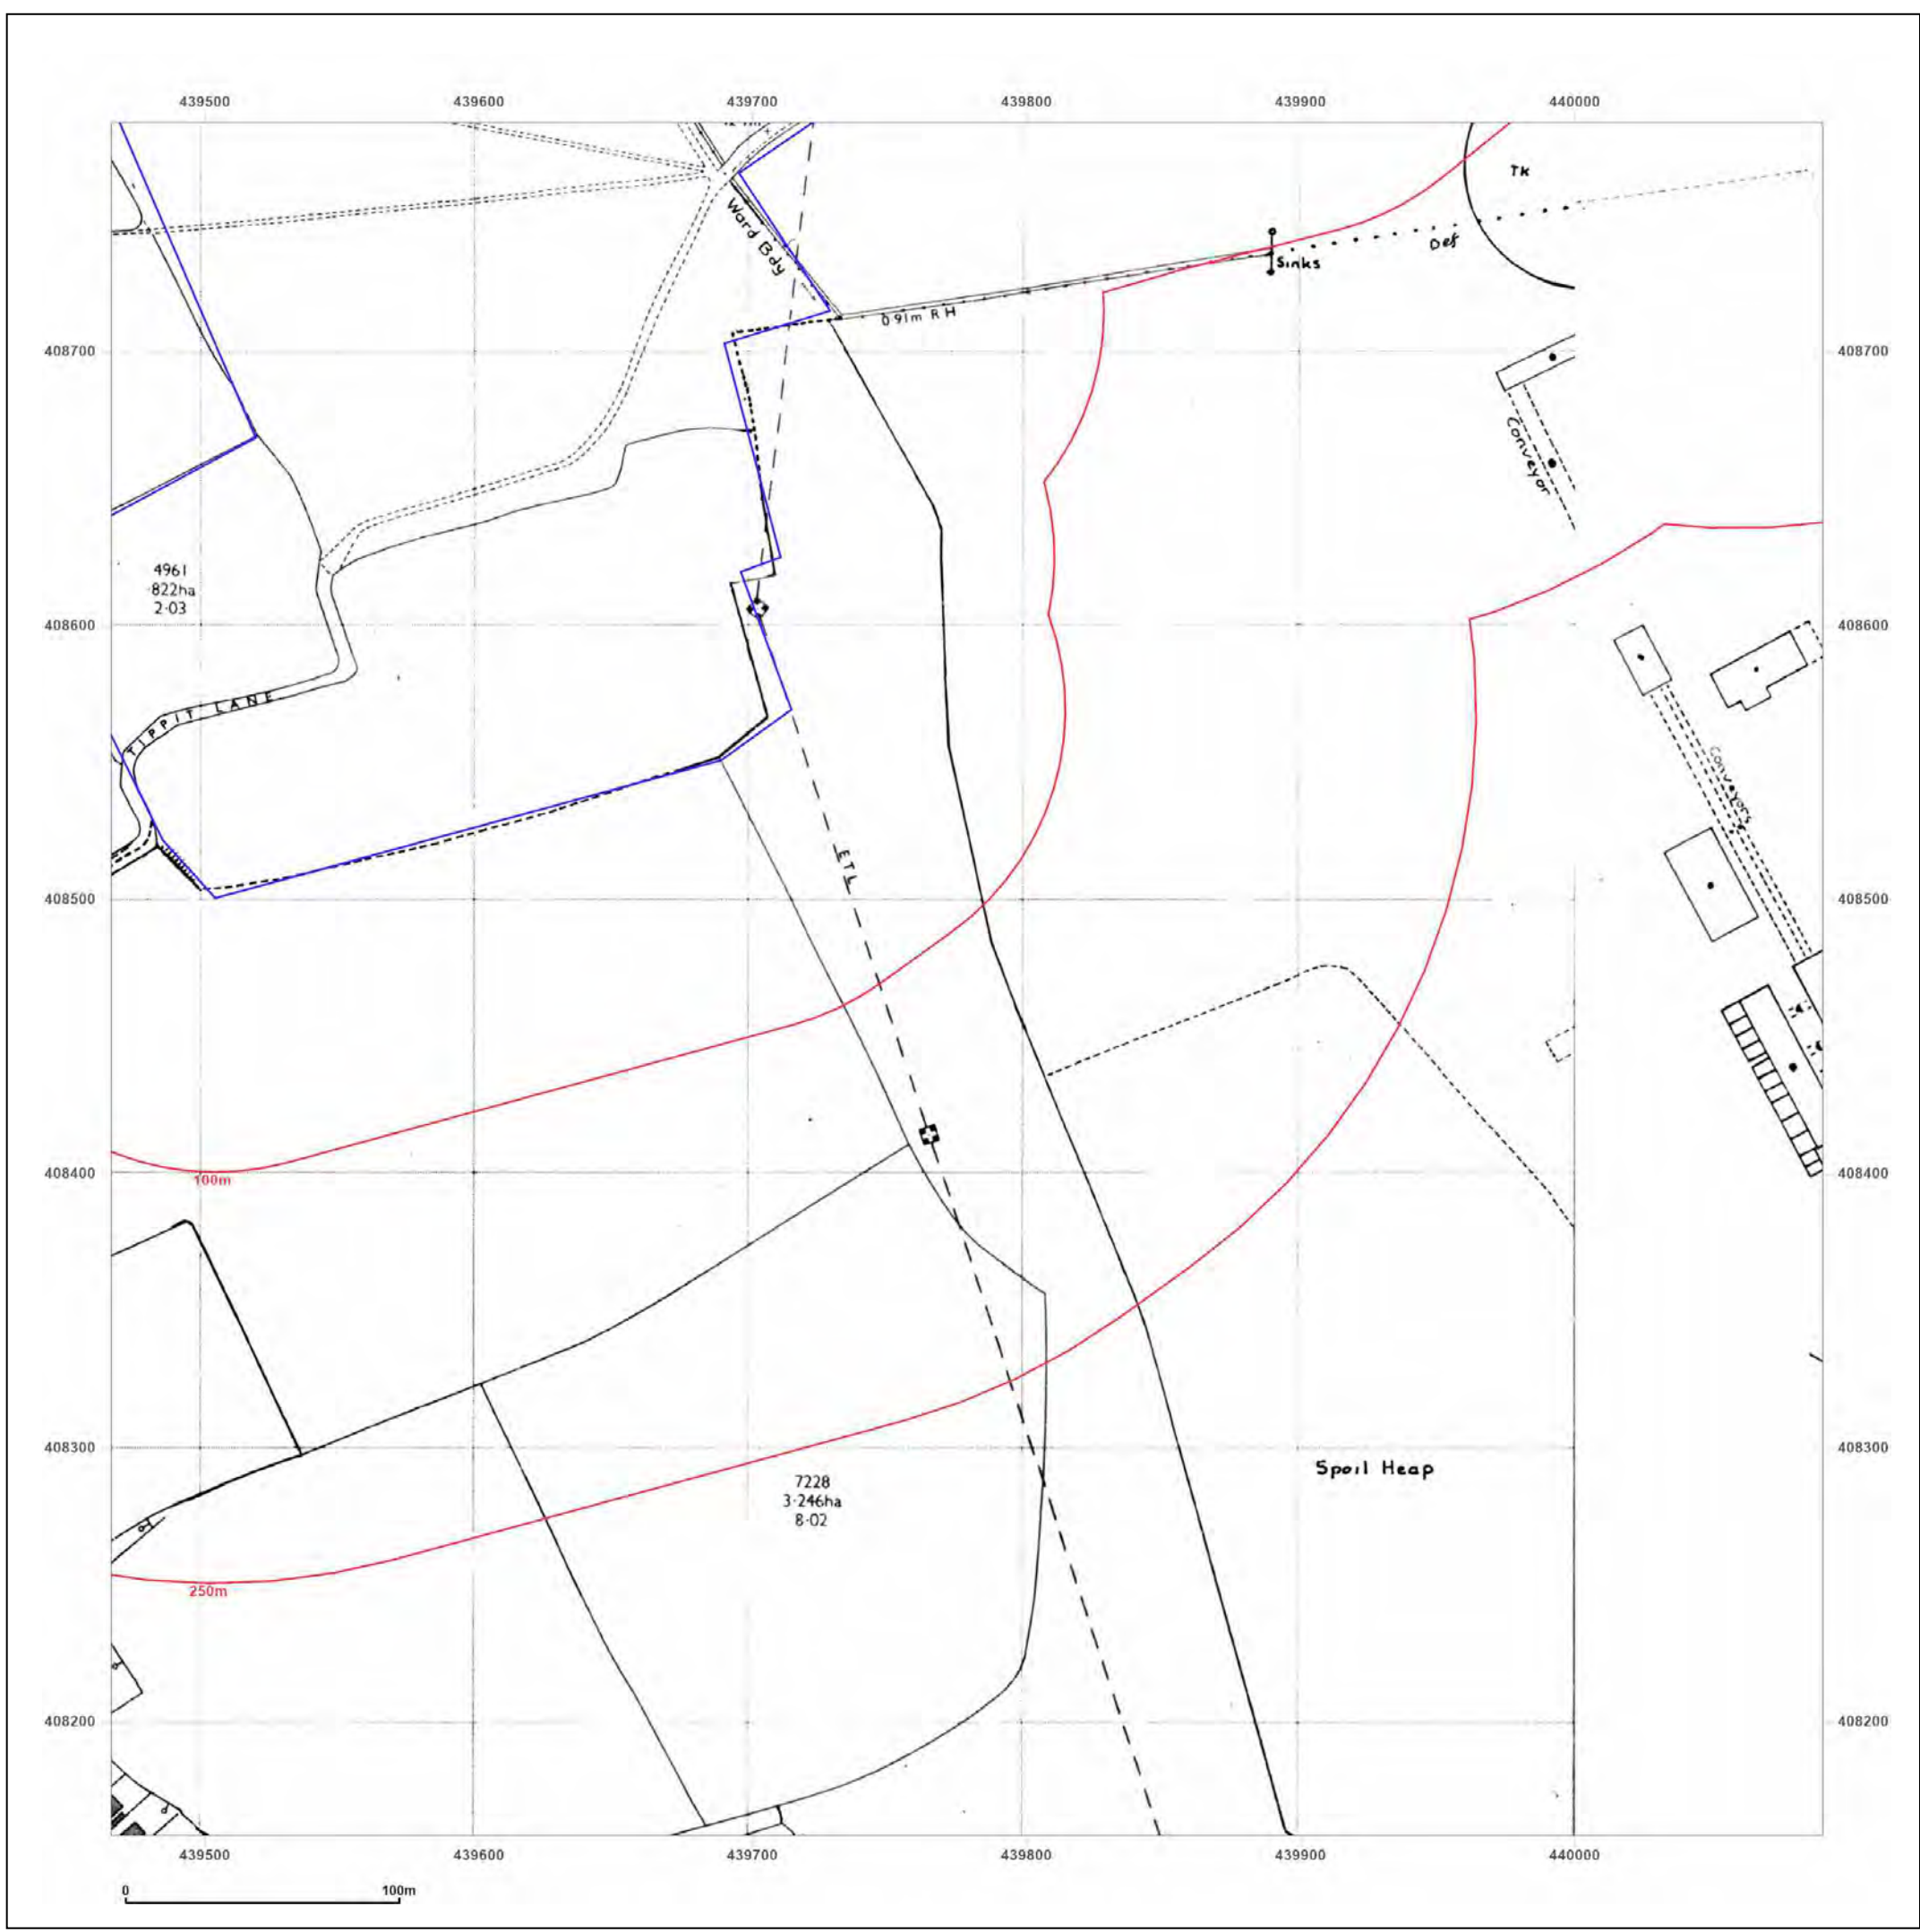 439500 439600 439700 439800 439900 440000
Tk
Ward Bdy
Def
Sinks
0 91m R H
408700 408700
Conveyor
4961
·822ha
2·03
408600 408600
TIPPIT LANE
Conveyor
ETL
408500 408500
408400 408400
100m
408300 408300
Spoil Heap
7228
3·246ha
8·02
250m
408200 408200
439500 439600 439700 439800 439900 440000
0 100m